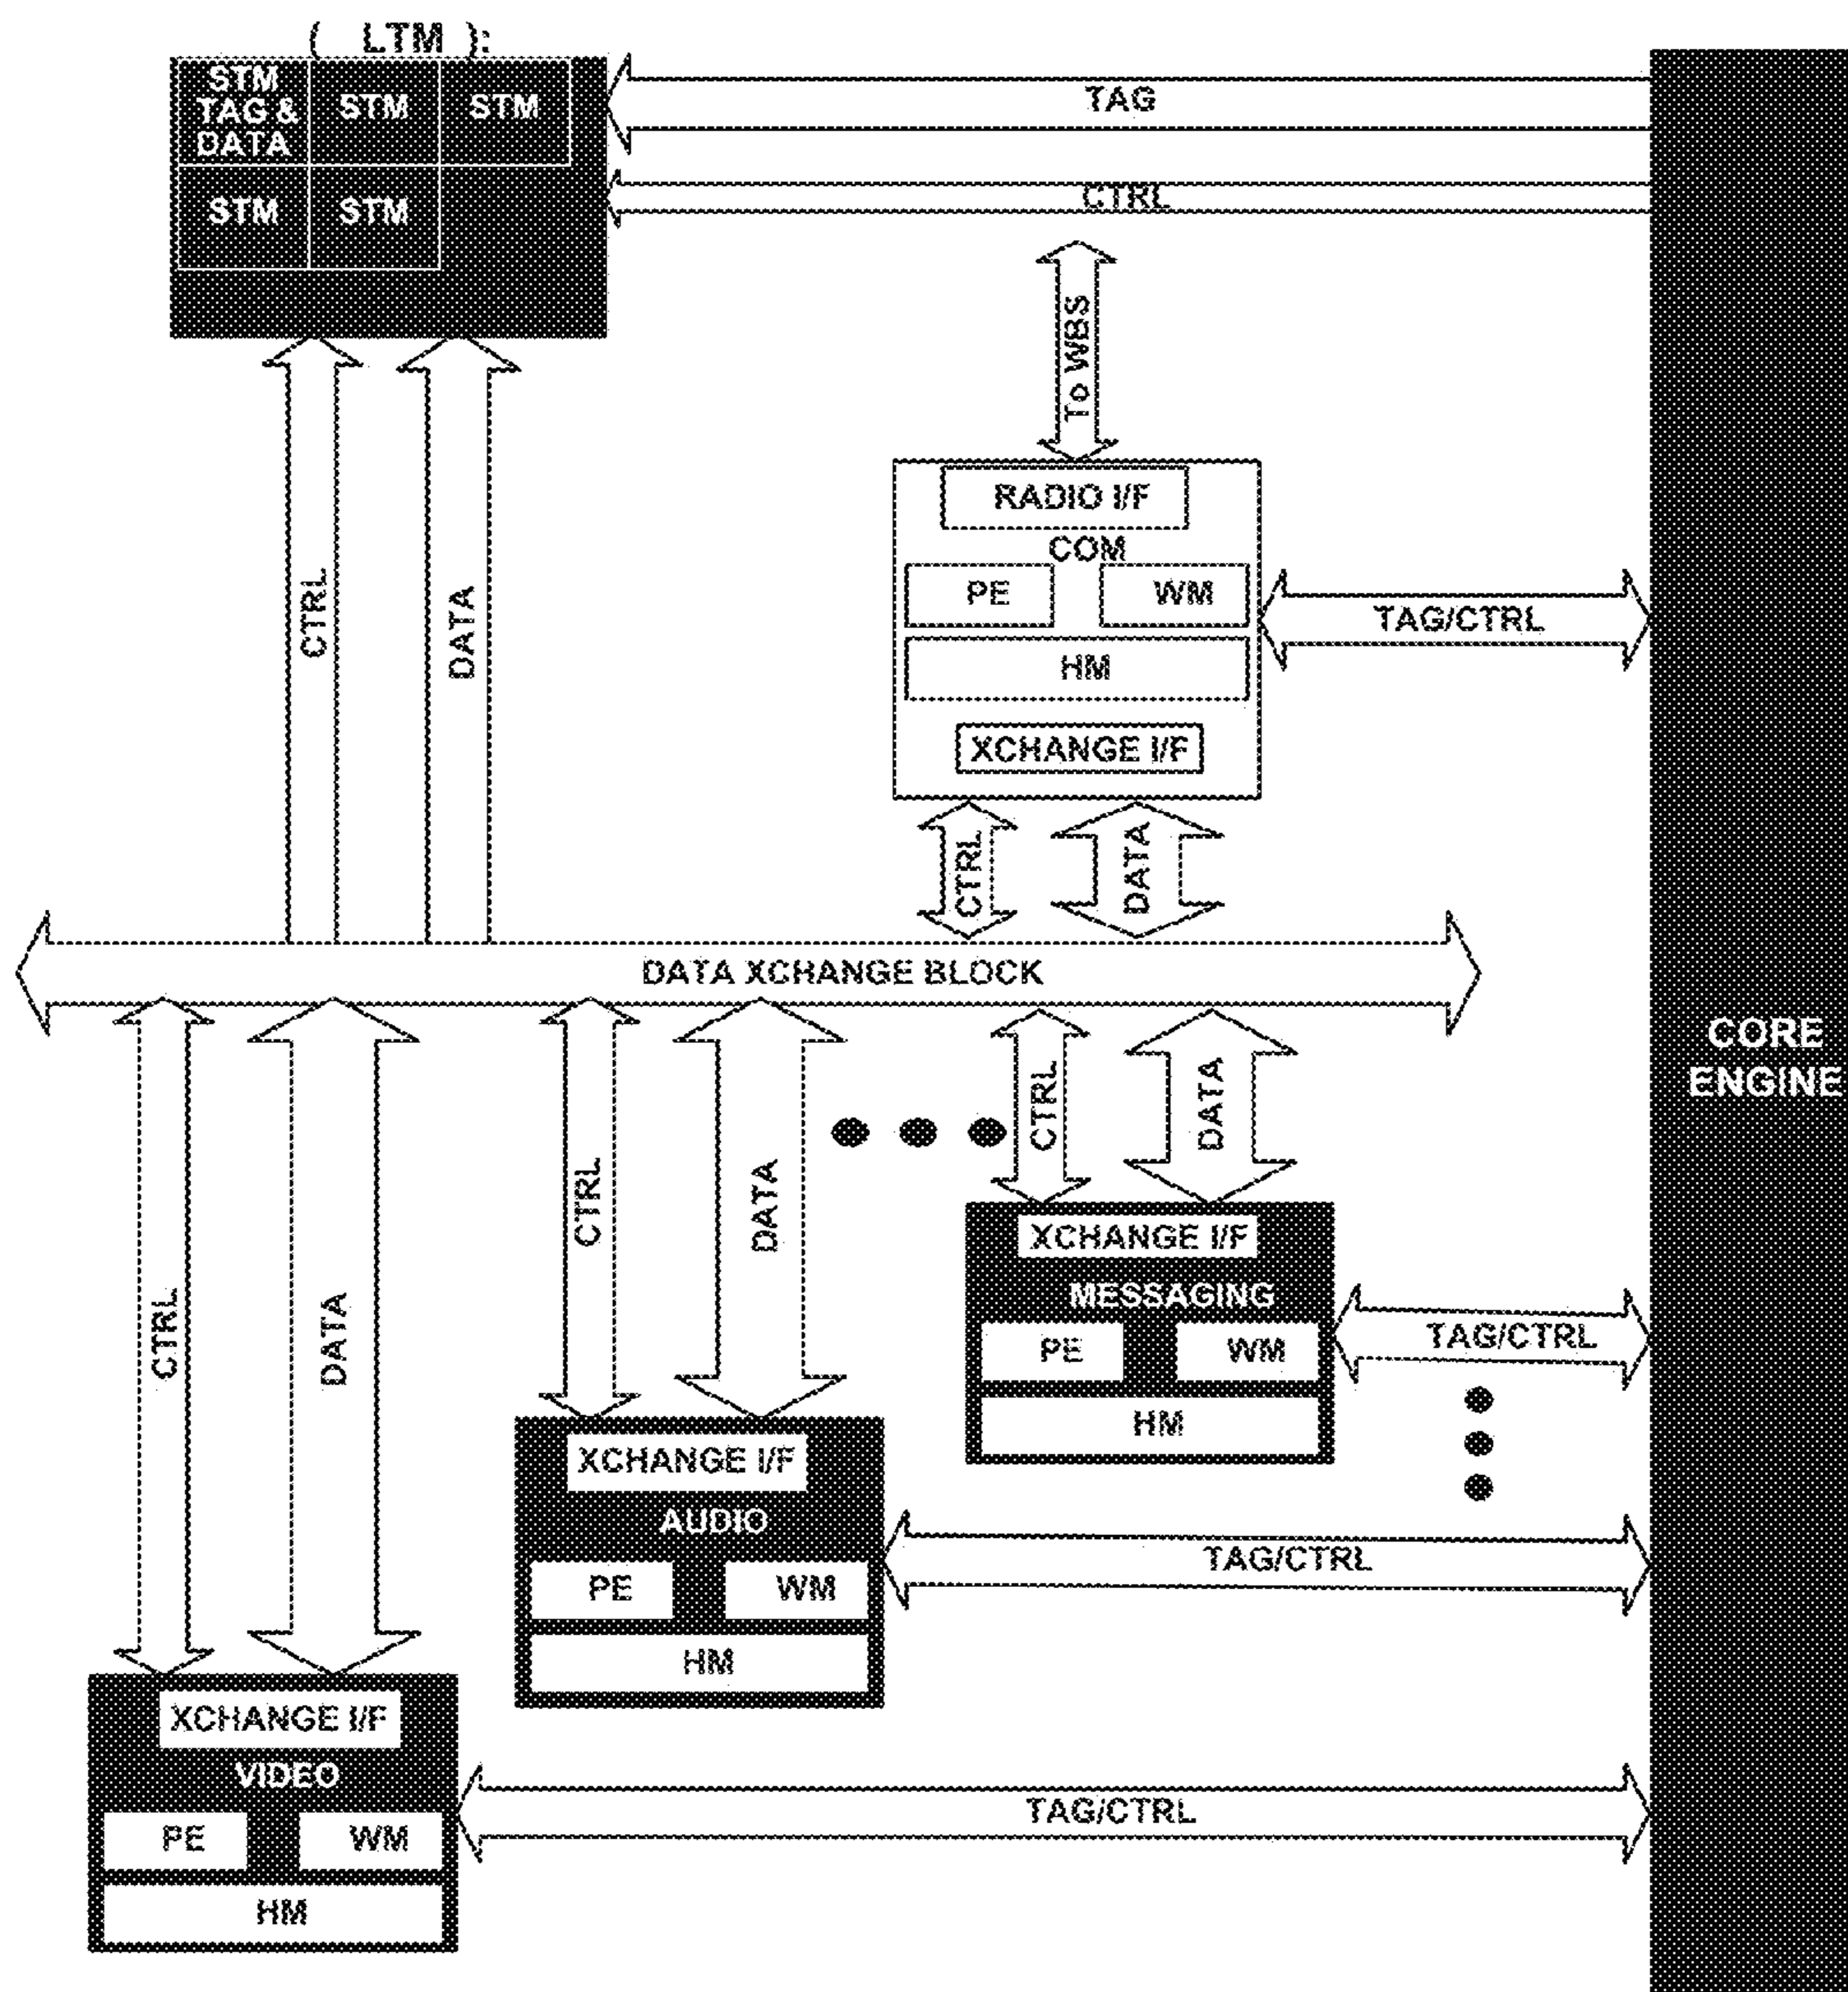 ( LTM ):
STM
TAG &
DATA
STM
STM
STM
STM
TAG
CTRL
To WBS
RADIO I/F
COM
PE
WM
HM
XCHANGE I/F
TAG/CTRL
CTRL
DATA
CTRL
DATA
DATA XCHANGE BLOCK
CORE
ENGINE
CTRL
DATA
CTRL
DATA
CTRL
DATA
XCHANGE I/F
MESSAGING
PE
WM
HM
TAG/CTRL
XCHANGE I/F
AUDIO
PE
WM
HM
TAG/CTRL
XCHANGE I/F
VIDEO
PE
WM
HM
TAG/CTRL